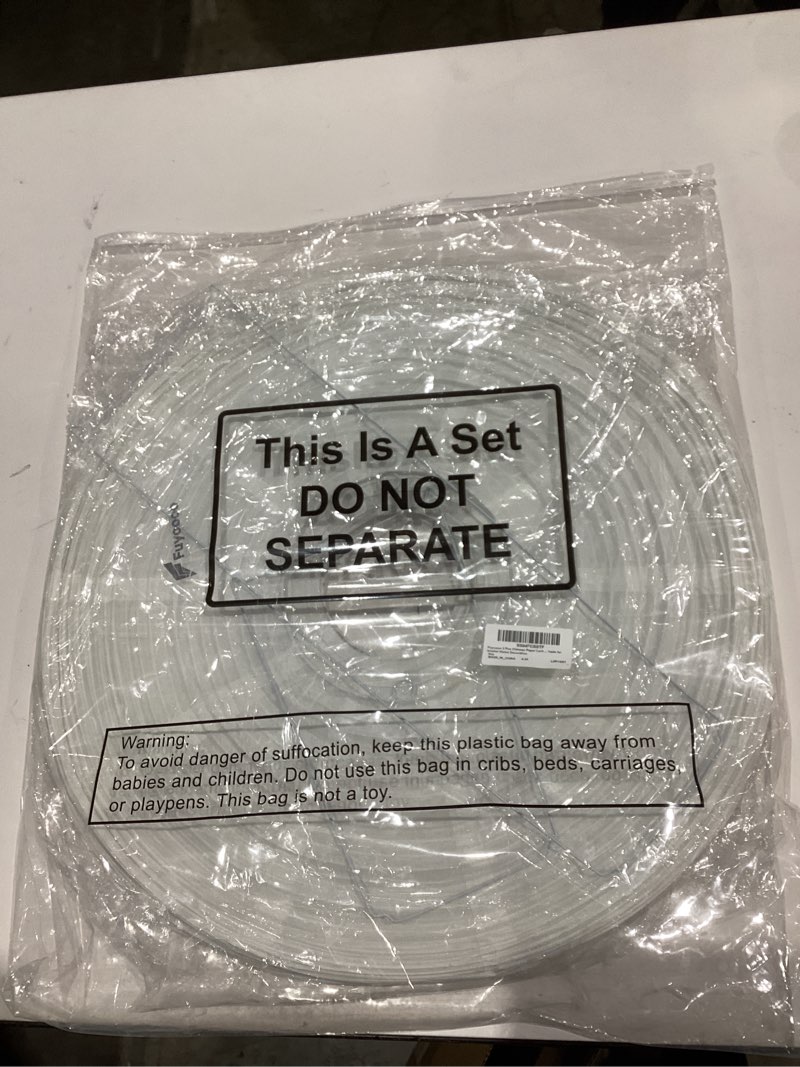 This Is A Set
DO NOT
SEPARATE
Fuycocu
Warning:
To avoid danger of suffocation, keep this plastic bag away from
babies and children. Do not use this bag in cribs, beds, carriages,
or playpens. This bag is not a toy.